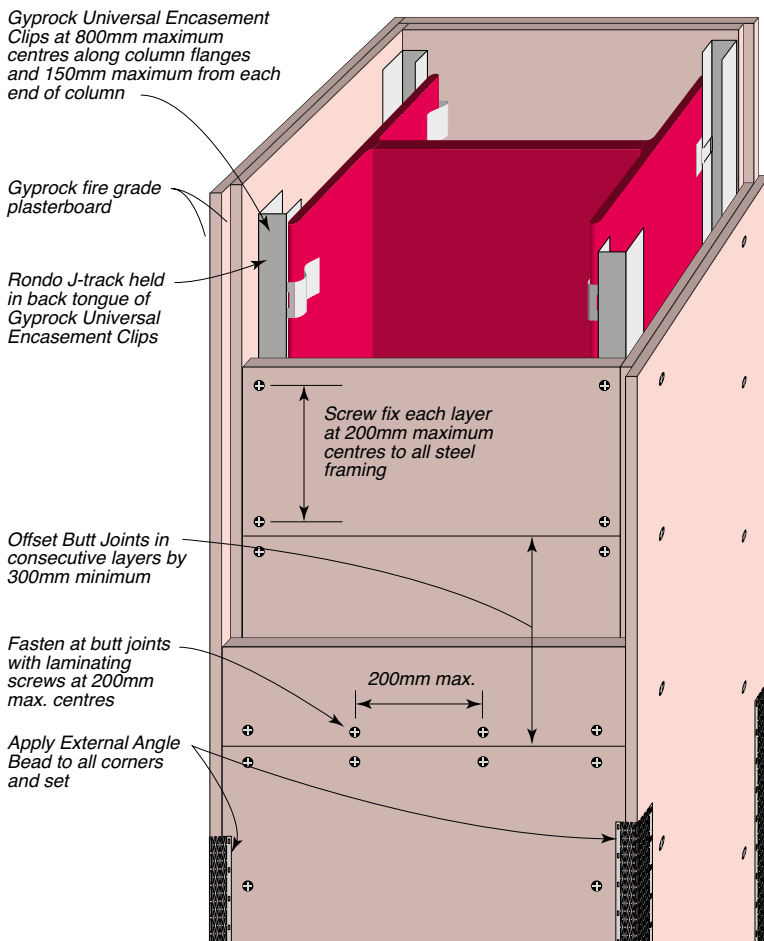 Gyprock Universal Encasement
Clips at 800mm maximum
centres along column flanges
and 150mm maximum from each
end of column
Gyprock fire grade
plasterboard
Rondo J-track held
in back tongue of
Gyprock Universal
Encasement Clips
Screw fix each layer
at 200mm maximum
centres to all steel
framing
Offset Butt Joints in
consecutive layers by
300mm minimum
Fasten at butt joints
with laminating
screws at 200mm
max. centres
200mm max.
Apply External Angle
Bead to all corners
and set